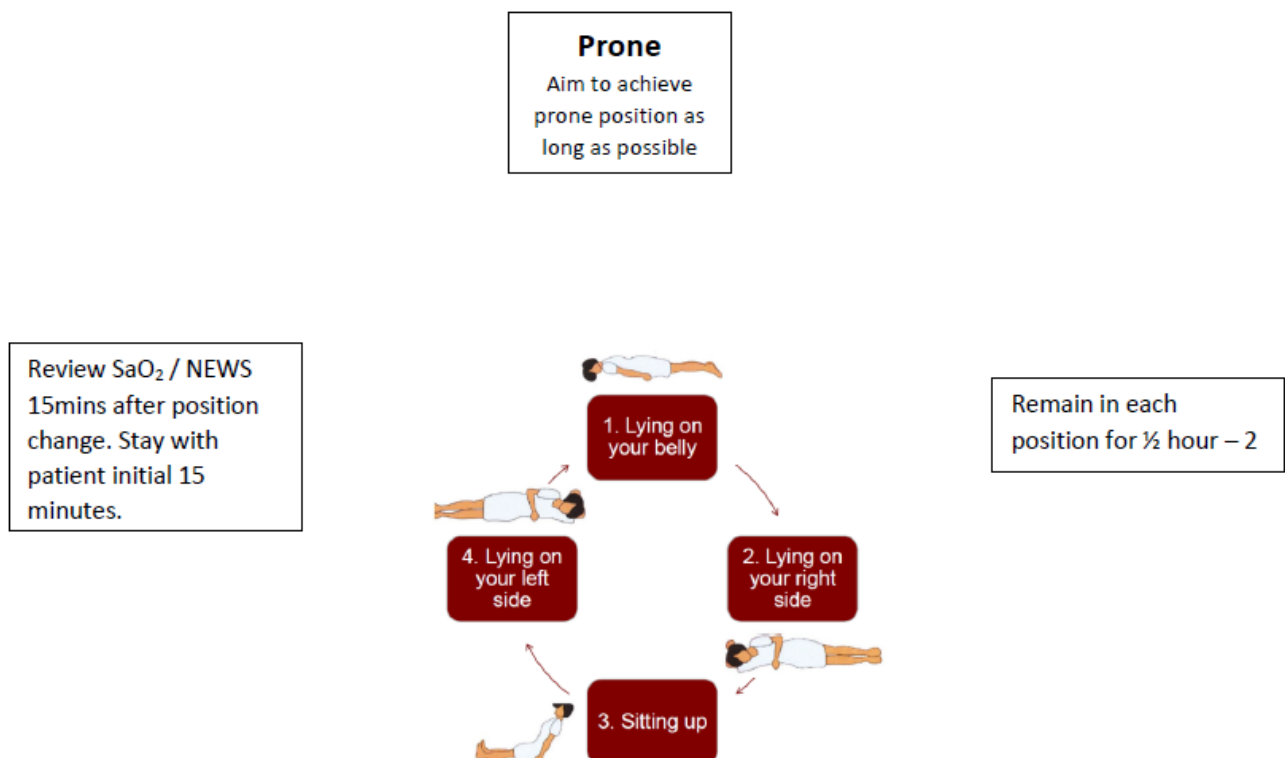 Prone
Aim to achieve
prone position as
long as possible
Review SaO₂ / NEWS
15mins after position
change. Stay with
patient initial 15
minutes.
Remain in each
position for ½ hour – 2
1. Lying on
your belly
2. Lying on
your right
side
3. Sitting up
4. Lying on
your left
side